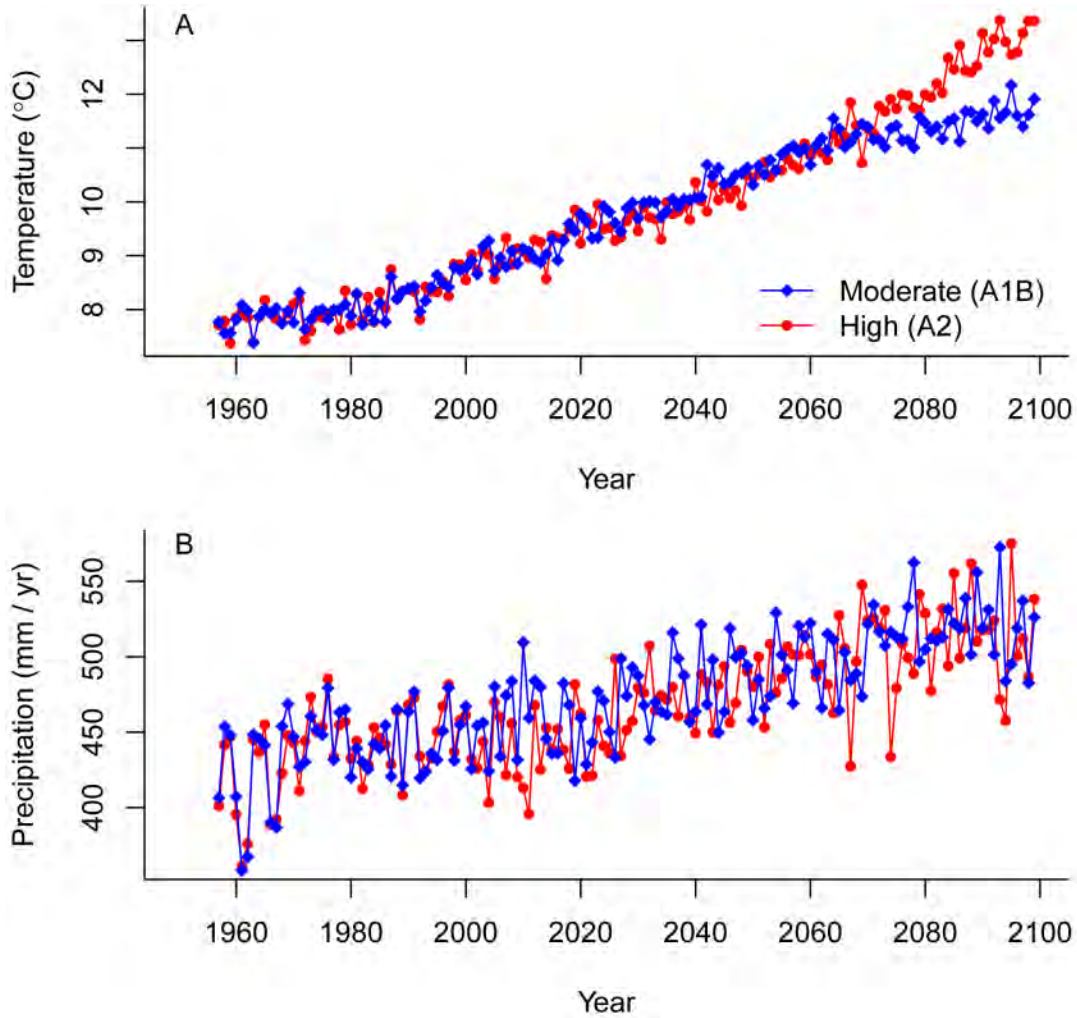 A
Temperature (°C)
12
10
9
8
Moderate (A1B)
High (A2)
1960 1980 2000 2020 2040 2060 2080 2100
Year
B
Precipitation (mm / yr)
550
500
450
400
1960 1980 2000 2020 2040 2060 2080 2100
Year